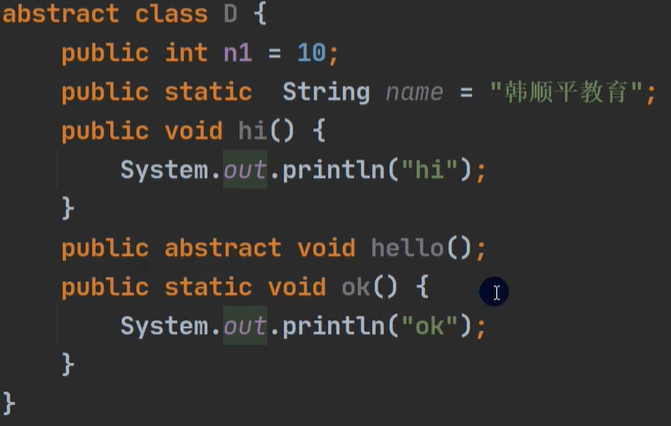 abstract class D {
    public int n1 = 10;
    public static  String name = "韩顺平教育";
    public void hi() {
        System.out.println("hi");
    }
    public abstract void hello();
    public static void ok() {
        System.out.println("ok");
    }
}